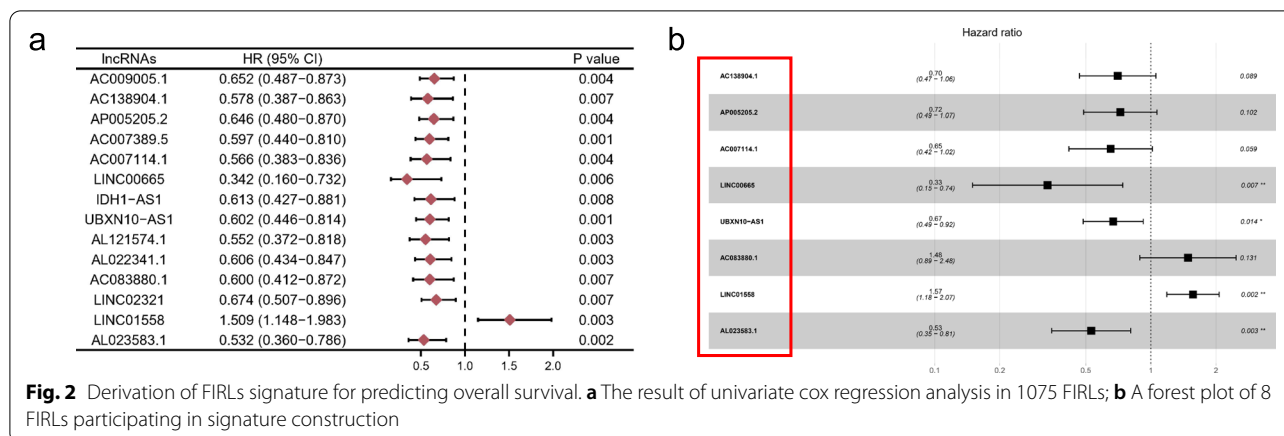 a
lncRNAs HR (95% CI) P value
AC009005.1 0.652 (0.487−0.873) 0.004
AC138904.1 0.578 (0.387−0.863) 0.007
AP005205.2 0.646 (0.480−0.870) 0.004
AC007389.5 0.597 (0.440−0.810) 0.001
AC007114.1 0.566 (0.383−0.836) 0.004
LINC00665 0.342 (0.160−0.732) 0.006
IDH1−AS1 0.613 (0.427−0.881) 0.008
UBXN10−AS1 0.602 (0.446−0.814) 0.001
AL121574.1 0.552 (0.372−0.818) 0.003
AL022341.1 0.606 (0.434−0.847) 0.003
AC083880.1 0.600 (0.412−0.872) 0.007
LINC02321 0.674 (0.507−0.896) 0.007
LINC01558 1.509 (1.148−1.983) 0.003
AL023583.1 0.532 (0.360−0.786) 0.002
0.5 1.0 1.5 2.0
b
Hazard ratio
AC138904.1 0.70 0.089
(0.47 − 1.06)
AP005205.2 0.72 0.102
(0.49 − 1.07)
AC007114.1 0.65 0.059
(0.42 − 1.02)
LINC00665 0.33 0.007 **
(0.15 − 0.74)
UBXN10−AS1 0.67 0.014 *
(0.49 − 0.92)
AC083880.1 1.48 0.131
(0.89 − 2.48)
LINC01558 1.57 0.002 **
(1.18 − 2.07)
AL023583.1 0.53 0.003 **
(0.35 − 0.81)
0.1 0.2 0.5 1 2
Fig. 2 Derivation of FIRLs signature for predicting overall survival. a The result of univariate cox regression analysis in 1075 FIRLs; b A forest plot of 8
FIRLs participating in signature construction